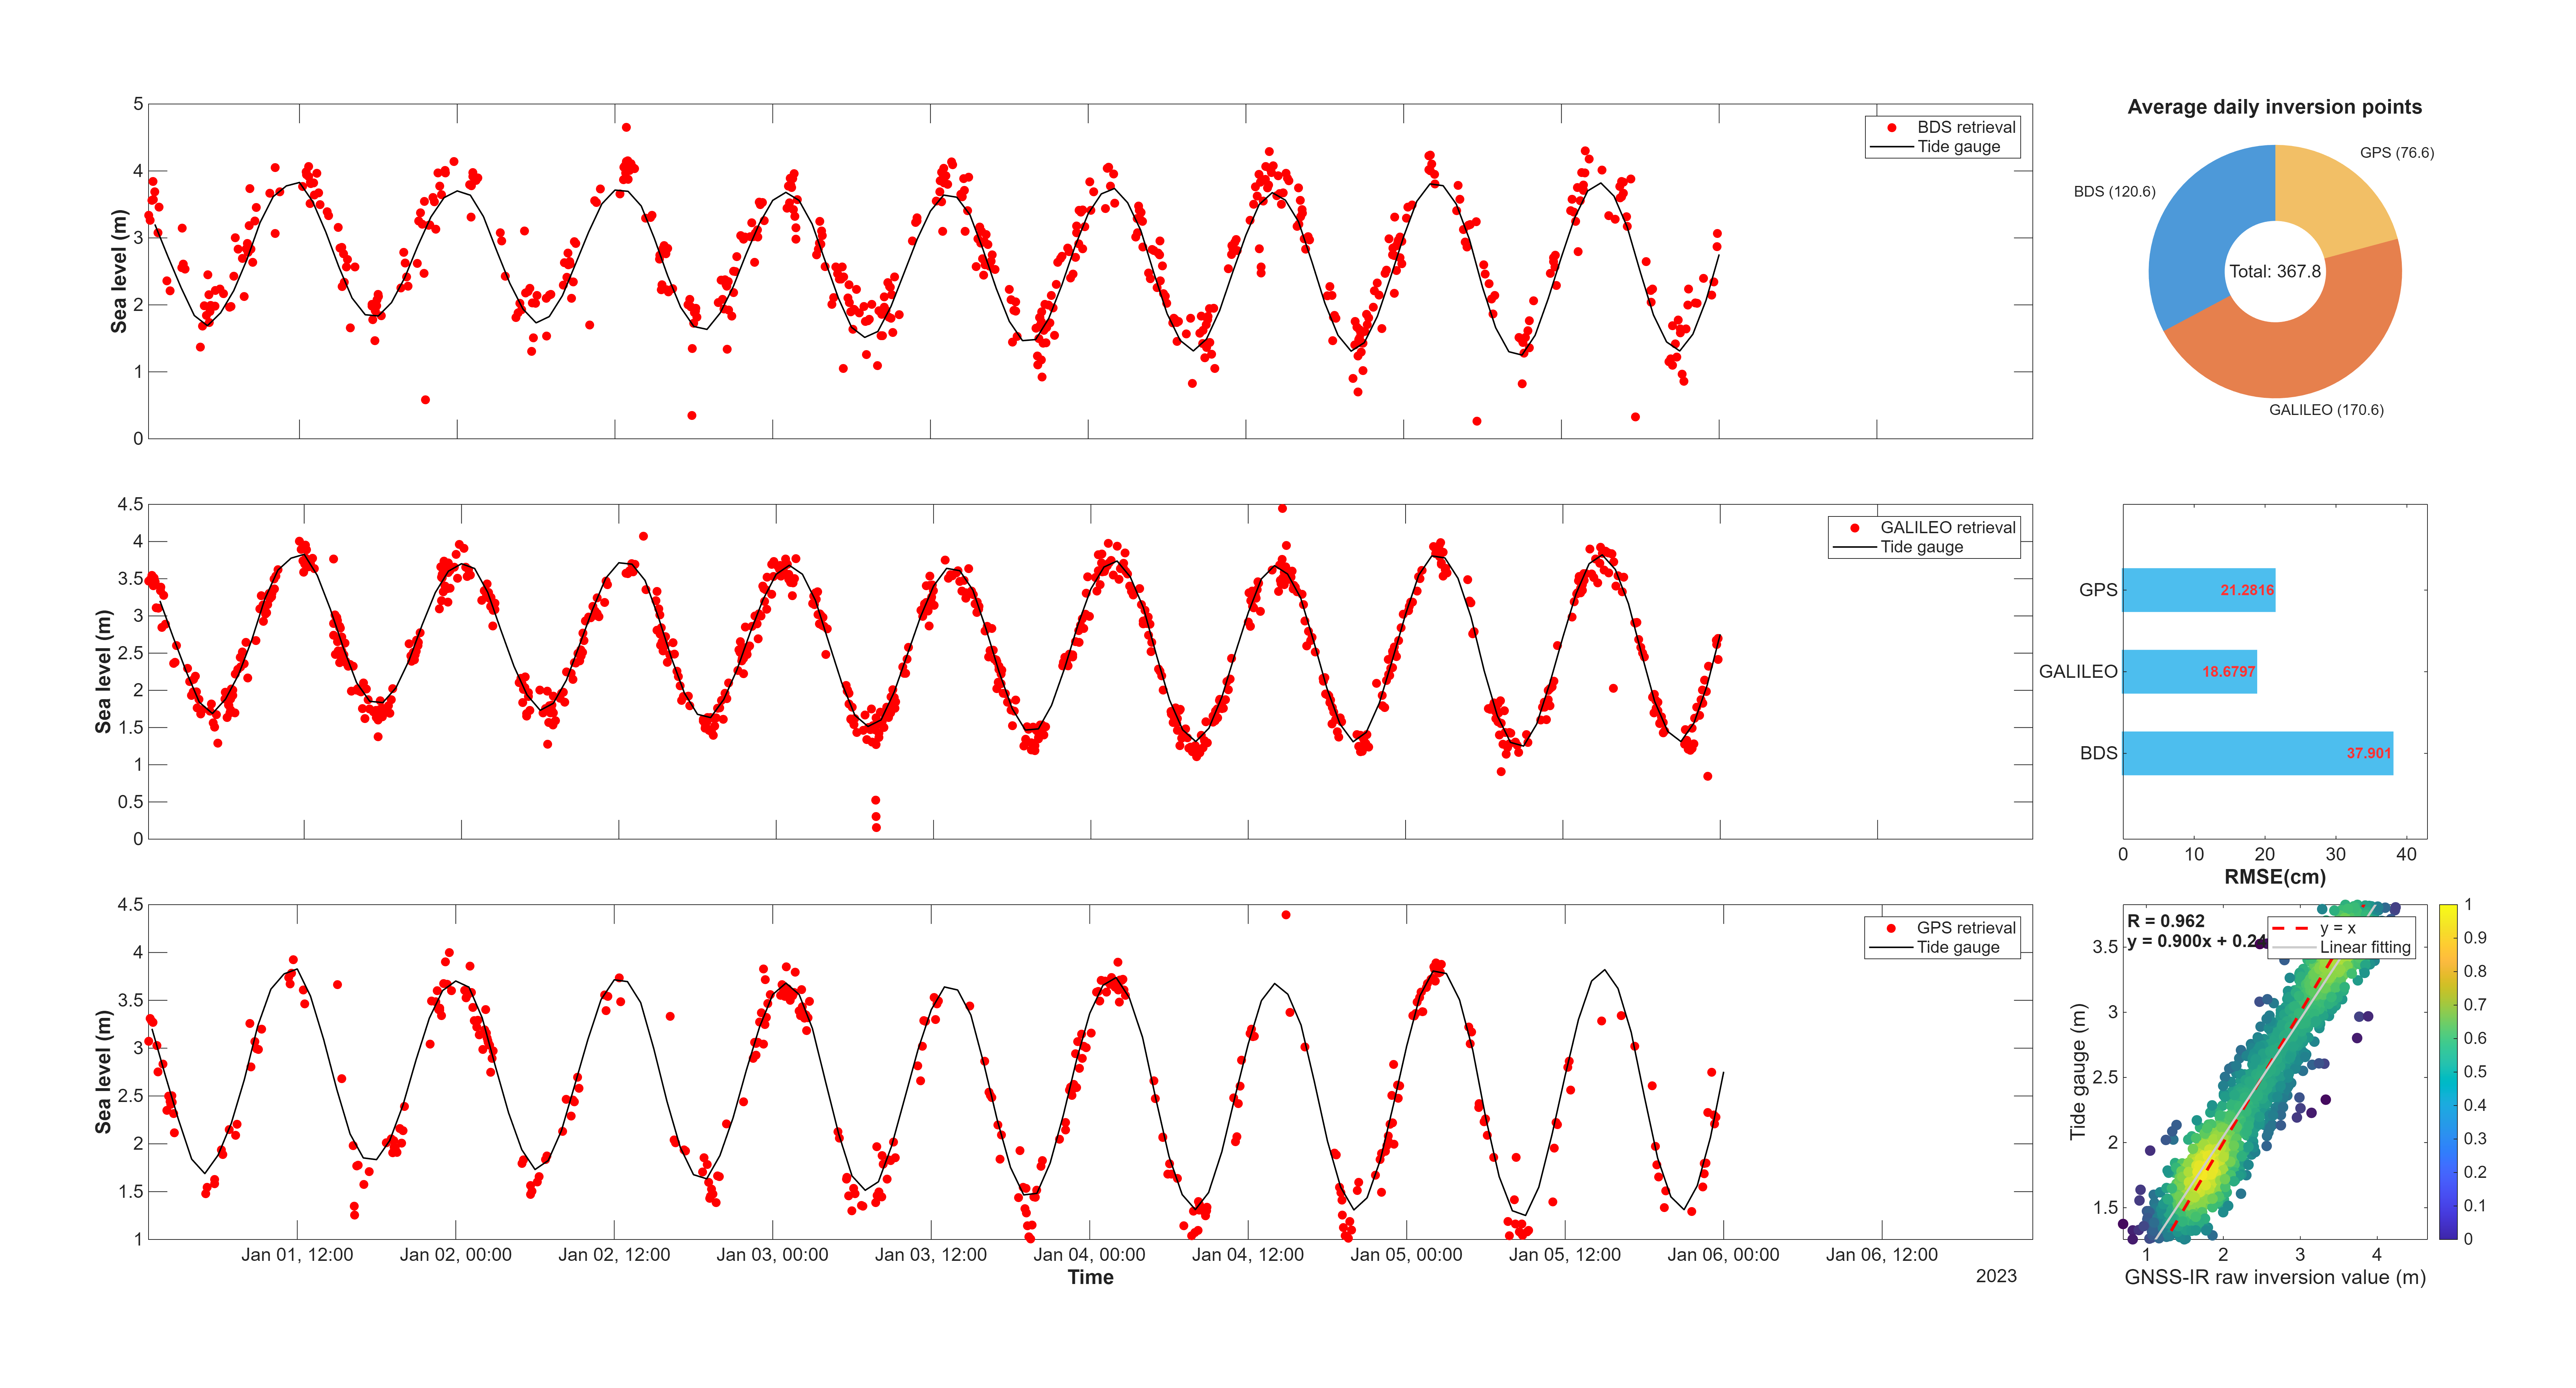 5
4
3
2
1
0
Sea level (m)
BDS retrieval
Tide gauge
Average daily inversion points
GPS (76.6)
BDS (120.6)
Total: 367.8
GALILEO (170.6)
4.5
4
3.5
3
2.5
2
1.5
1
0.5
0
Sea level (m)
GALILEO retrieval
Tide gauge
GPS
21.2816
GALILEO
18.6797
BDS
37.901
0 10 20 30 40
RMSE(cm)
4.5
4
3.5
3
2.5
2
1.5
1
Sea level (m)
GPS retrieval
Tide gauge
Jan 01, 12:00 Jan 02, 00:00 Jan 02, 12:00 Jan 03, 00:00 Jan 03, 12:00 Jan 04, 00:00 Jan 04, 12:00 Jan 05, 00:00 Jan 05, 12:00 Jan 06, 00:00 Jan 06, 12:00
Time
2023
R = 0.962
y = 0.900x +
y = x
Linear fitting
3.5
3
2.5
2
1.5
Tide gauge (m)
1 2 3 4
GNSS-IR raw inversion value (m)
1
0.9
0.8
0.7
0.6
0.5
0.4
0.3
0.2
0.1
0